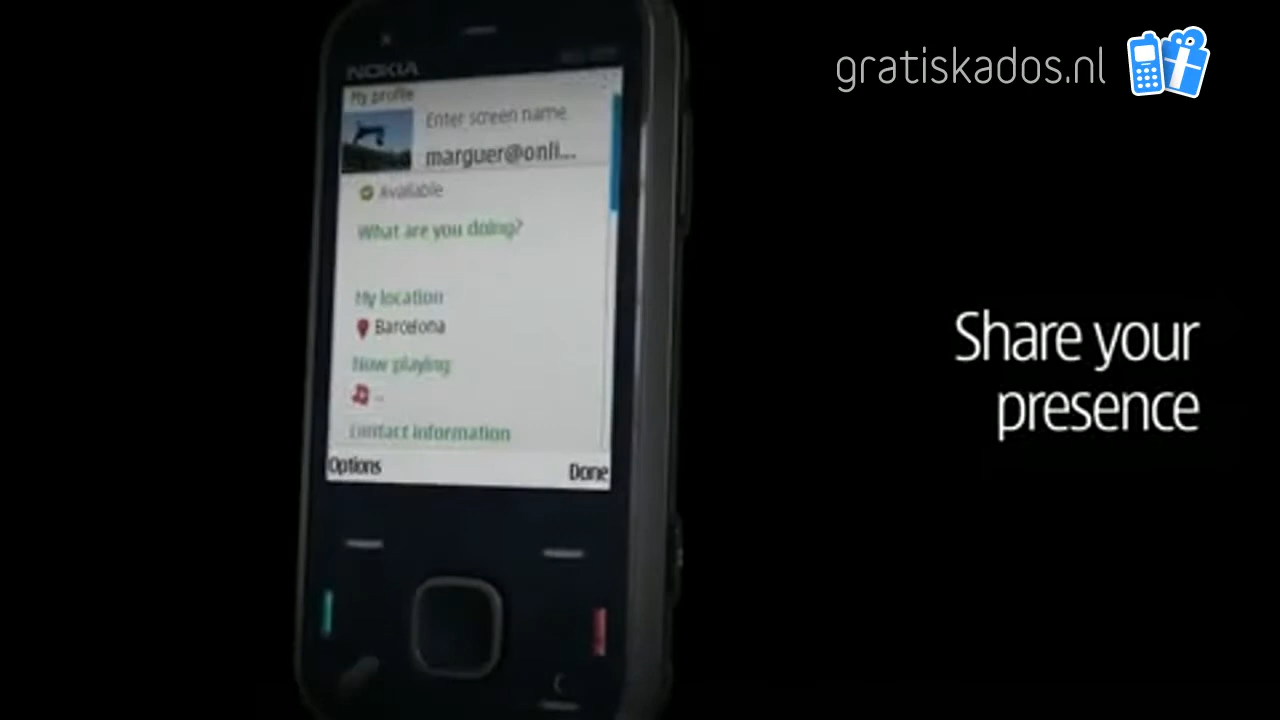 gratiskados.nl
NOKIA
My profile
Enter screen name
marguer@onli...
Available
What are you doing?
My location
Barcelona
Now playing
...
Contact information
Options
Done
Share your
presence